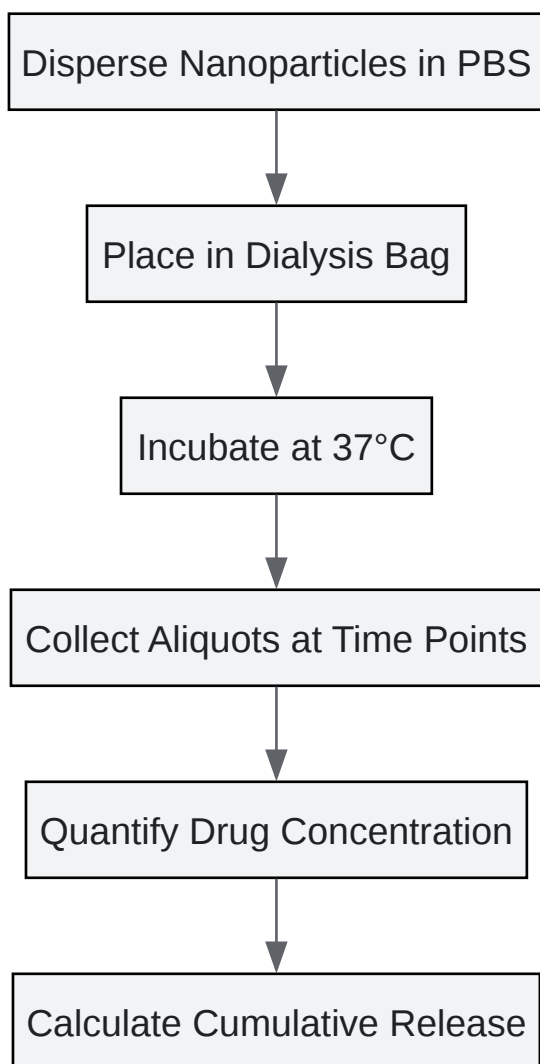 Disperse Nanoparticles in PBS
Place in Dialysis Bag
Incubate at 37°C
Collect Aliquots at Time Points
Quantify Drug Concentration
Calculate Cumulative Release